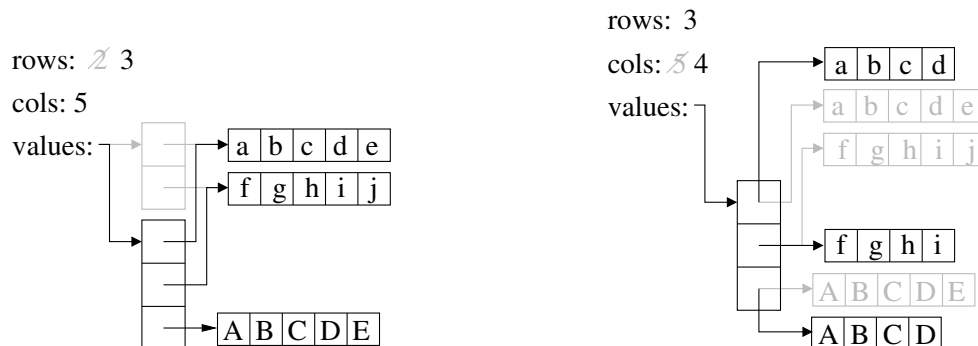 rows: 2 3
cols: 5
values:
a b c d e
f g h i j
A B C D E
rows: 3
cols: 5 4
values:
a b c d
a b c d e
f g h i j
f g h i
A B C D E
A B C D